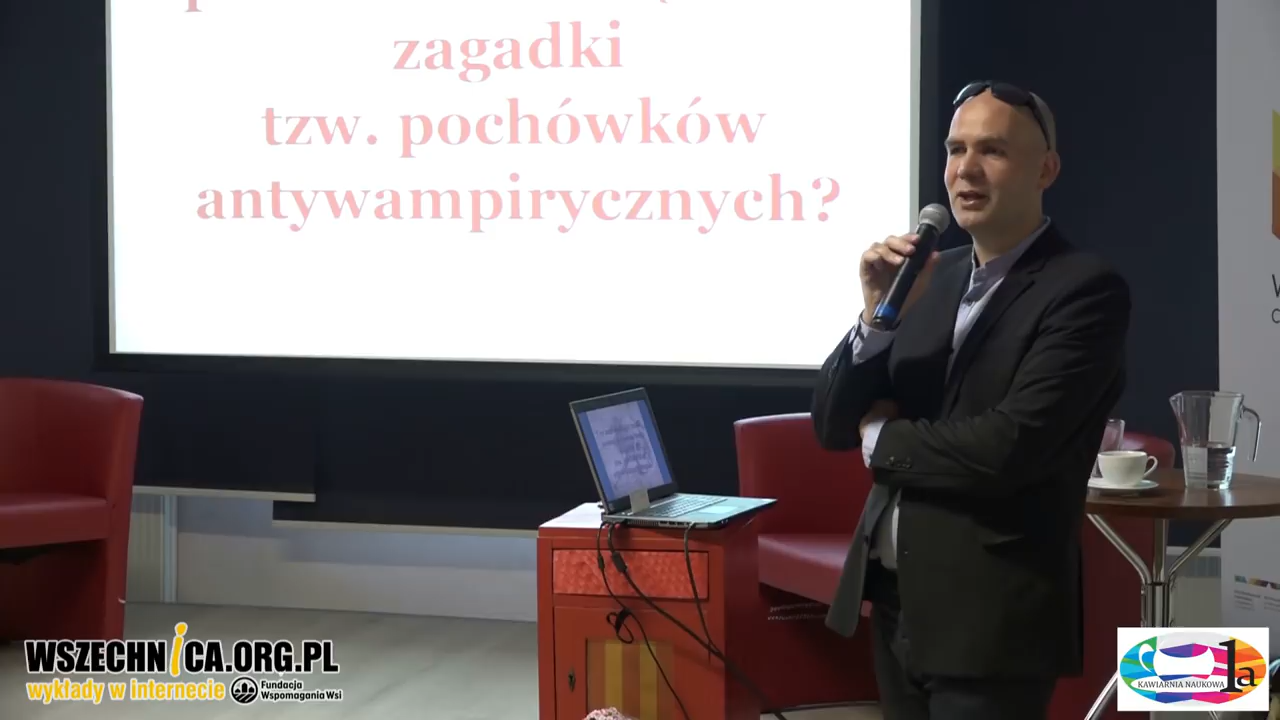 zagadki
tzw. pochówków
antywampirycznych?
WSZECHNiCA.ORG.PL
wykłady w internecie
Fundacja
Wspomagania Wsi
KAWIARNIA NAUKOWA
1a